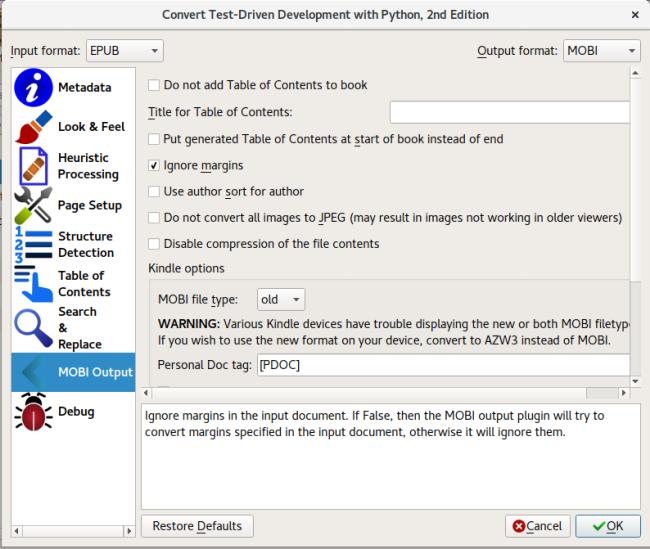 Convert Test-Driven Development with Python, 2nd Edition
Input format: EPUB
Output format: MOBI
Metadata
Look & Feel
Heuristic
Processing
Page Setup
1
2
3
Structure
Detection
Table of
Contents
Search
&
Replace
MOBI Output
Debug
Do not add Table of Contents to book
Title for Table of Contents:
Put generated Table of Contents at start of book instead of end
Ignore margins
Use author sort for author
Do not convert all images to JPEG (may result in images not working in older viewers)
Disable compression of the file contents
Kindle options
MOBI file type: old
WARNING: Various Kindle devices have trouble displaying the new or both MOBI filetyp
If you wish to use the new format on your device, convert to AZW3 instead of MOBI.
Personal Doc tag: [PDOC]
Ignore margins in the input document. If False, then the MOBI output plugin will try to
convert margins specified in the input document, otherwise it will ignore them.
Restore Defaults
Cancel
OK